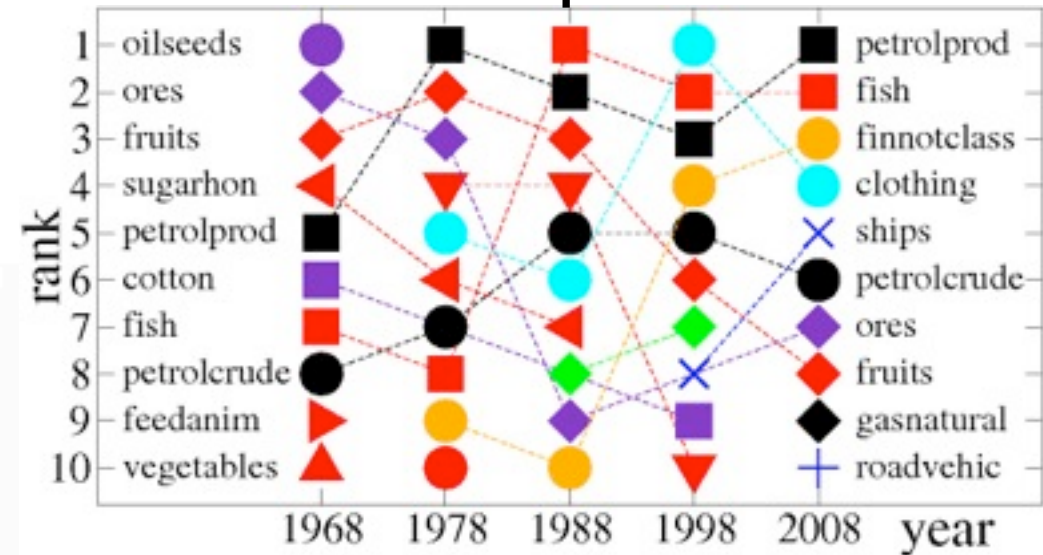 1 oilseeds petrolprod
2 ores fish
3 fruits finnotclass
4 sugarhon clothing
5 petrolprod ships
6 cotton petrolcrude
7 fish ores
8 petrolcrude fruits
9 feedanim gasnatural
10 vegetables roadvehic
rank
1968 1978 1988 1998 2008 year